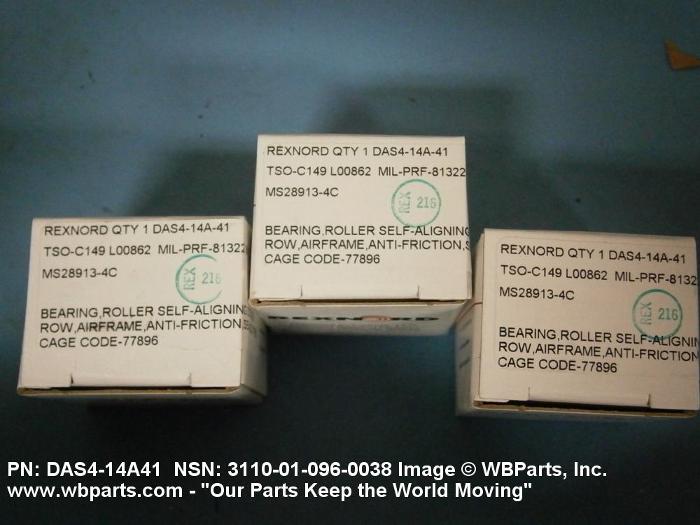 REXNORD QTY 1 DAS4-14A-41
TSO-C149 L00862 MIL-PRF-81322
MS28913-4C
REX 216
BEARING,ROLLER SELF-ALIGNING
ROW,AIRFRAME,ANTI-FRICTION,S
CAGE CODE-77896
REXNORD
REXNORD QTY 1 DAS4-14A-41
TSO-C149 L00862 MIL-PRF-81322
MS28913-4C
REX 216
BEARING,ROLLER SELF-ALIGNIN
ROW,AIRFRAME,ANTI-FRICTION,
CAGE CODE-77896
REXNORD QTY 1 DAS4-14A-41
TSO-C149 L00862 MIL-PRF-8132
MS28913-4C
REX 216
BEARING,ROLLER SELF-ALIGNIN
ROW,AIRFRAME,ANTI-FRICTION
CAGE CODE-77896
PN: DAS4-14A41 NSN: 3110-01-096-0038 Image © WBParts, Inc.
www.wbparts.com - "Our Parts Keep the World Moving"